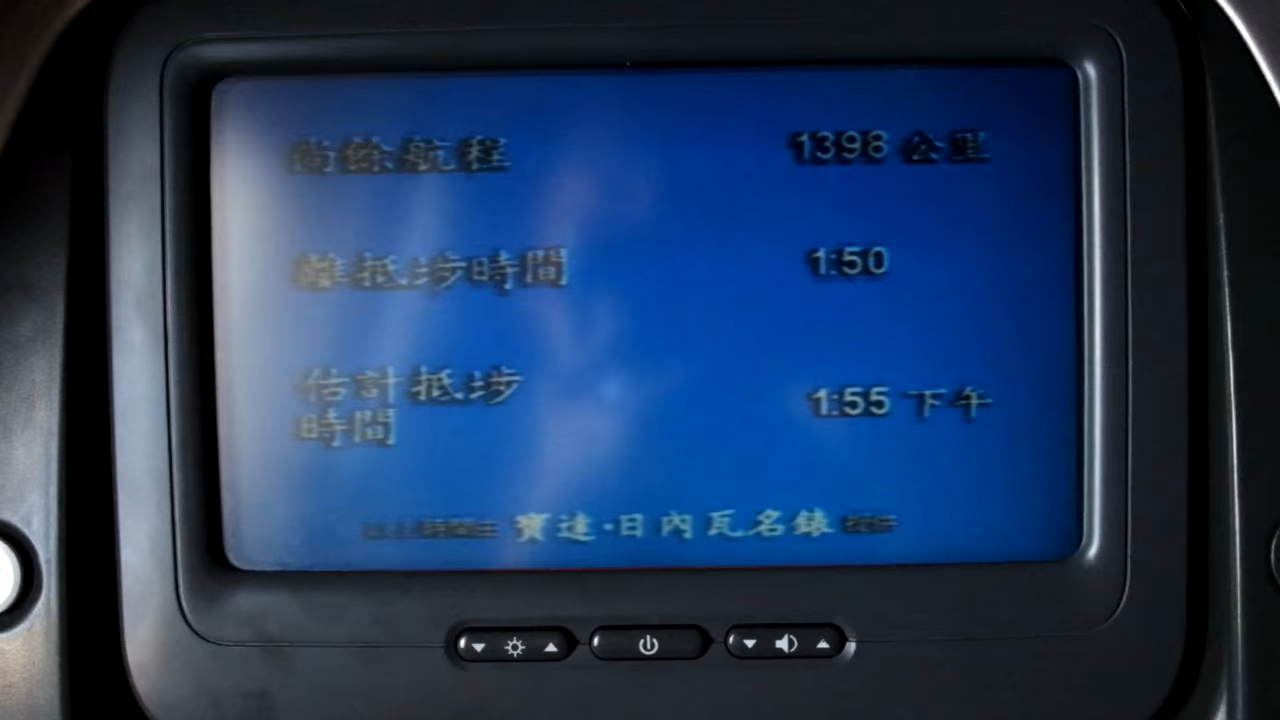 尚餘航程 1398 公里
離抵埗時間 1:50
估計抵埗 1:55 下午
時間
寶達·日內瓦名錶